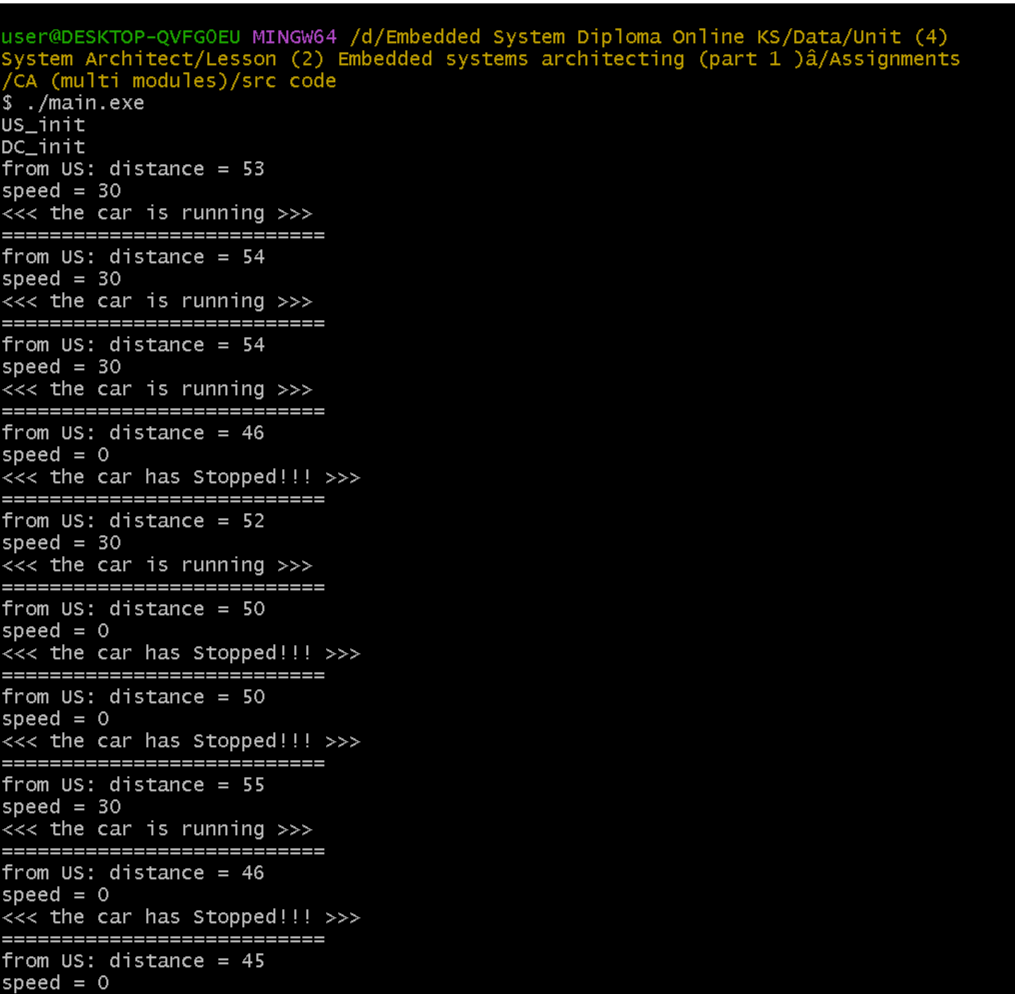 user@DESKTOP-QVFG0EU MINGW64 /d/Embedded System Diploma Online KS/Data/Unit (4)
System Architect/Lesson (2) Embedded systems architecting (part 1 )â/Assignments
/CA (multi modules)/src code
$ ./main.exe
US_init
DC_init
from US: distance = 53
speed = 30
<<< the car is running >>>
===========================
from US: distance = 54
speed = 30
<<< the car is running >>>
===========================
from US: distance = 54
speed = 30
<<< the car is running >>>
===========================
from US: distance = 46
speed = 0
<<< the car has Stopped!!! >>>
===========================
from US: distance = 52
speed = 30
<<< the car is running >>>
===========================
from US: distance = 50
speed = 0
<<< the car has Stopped!!! >>>
===========================
from US: distance = 50
speed = 0
<<< the car has Stopped!!! >>>
===========================
from US: distance = 55
speed = 30
<<< the car is running >>>
===========================
from US: distance = 46
speed = 0
<<< the car has Stopped!!! >>>
===========================
from US: distance = 45
speed = 0